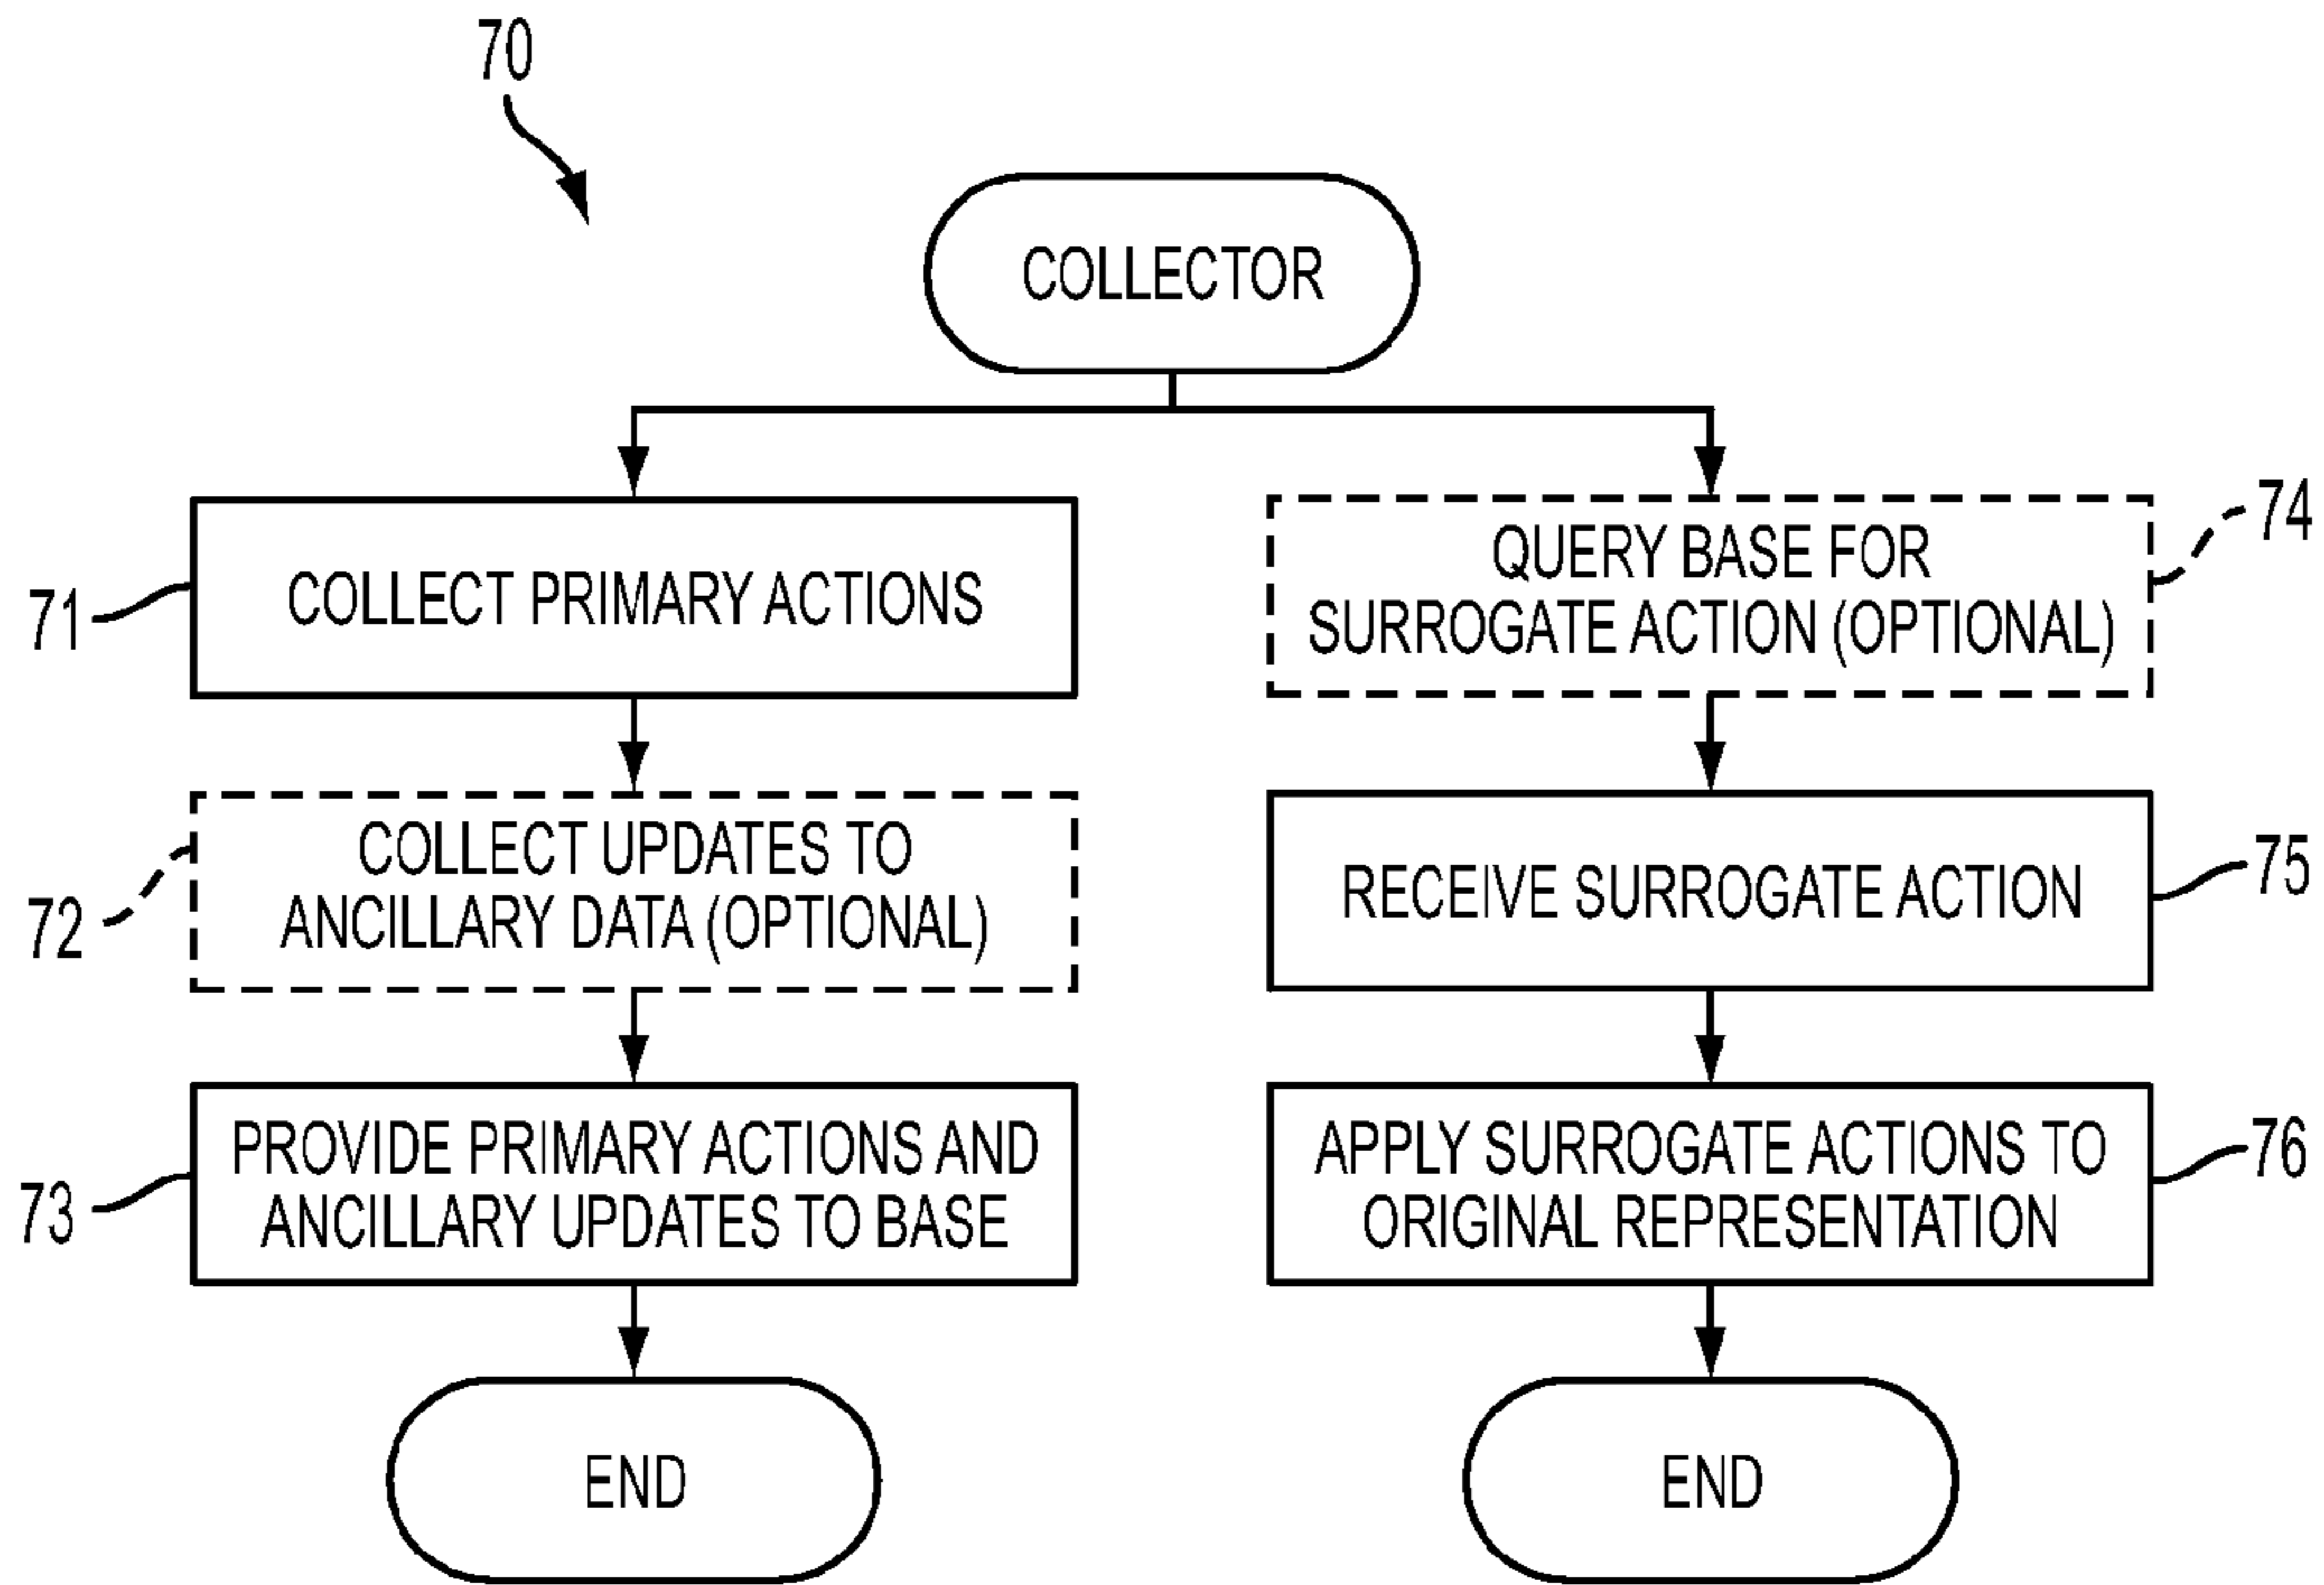 70
COLLECTOR
71
COLLECT PRIMARY ACTIONS
72
COLLECT UPDATES TO
ANCILLARY DATA (OPTIONAL)
73
PROVIDE PRIMARY ACTIONS AND
ANCILLARY UPDATES TO BASE
END
74
QUERY BASE FOR
SURROGATE ACTION (OPTIONAL)
75
RECEIVE SURROGATE ACTION
76
APPLY SURROGATE ACTIONS TO
ORIGINAL REPRESENTATION
END